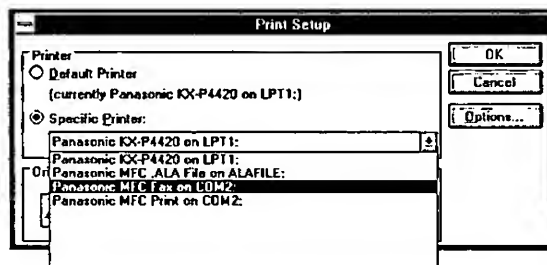 Print Setup
Printer
Default Printer
(currently Panasonic KX-P4420 on LPT1:)
Specific Printer:
Panasonic KX-P4420 on LPT1:
Panasonic KX-P4420 on LPT1:
Panasonic MFC .ALA File on ALAFILE:
Panasonic MFC Fax on COM2:
Panasonic MFC Print on COM2:
Ori
OK
Cancel
Options...